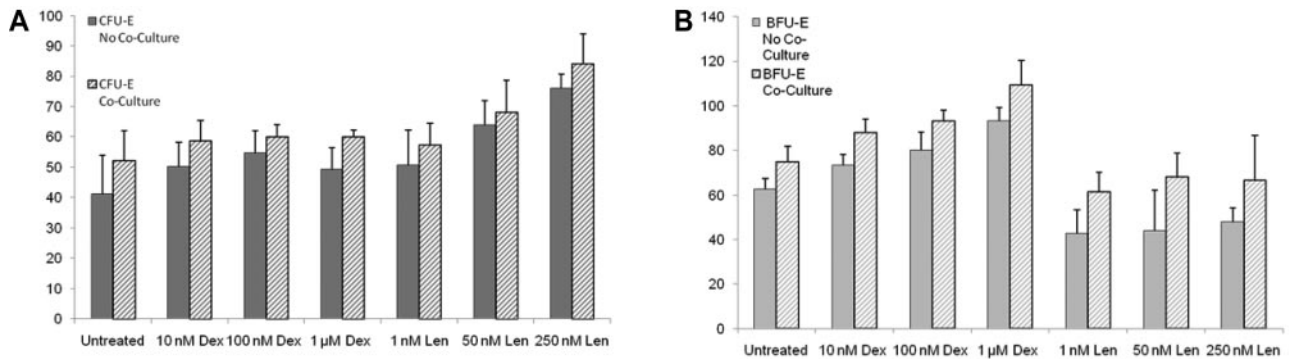 A
100
90
80
70
60
50
40
30
20
10
0
CFU-E
No Co-Culture
CFU-E
Co-Culture
Untreated 10 nM Dex 100 nM Dex 1 µM Dex 1 nM Len 50 nM Len 250 nM Len
B
140
120
100
80
60
40
20
0
BFU-E
No Co-
Culture
BFU-E
Co-Culture
Untreated 10 nM Dex 100 nM Dex 1 µM Dex 1 nM Len 50 nM Len 250 nM Len